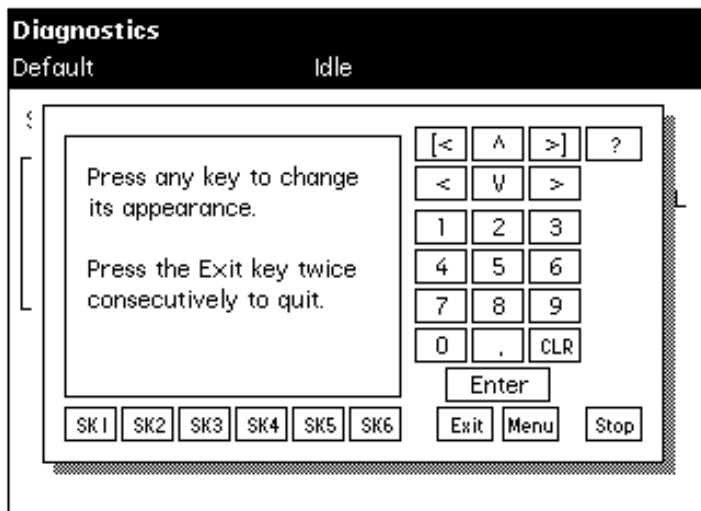 Diagnostics
Default Idle
S
Press any key to change
its appearance.
Press the Exit key twice
consecutively to quit.
[< ^ >] ?
< V >
1 2 3
4 5 6
7 8 9
0 . CLR
Enter
SK1 SK2 SK3 SK4 SK5 SK6 Exit Menu Stop